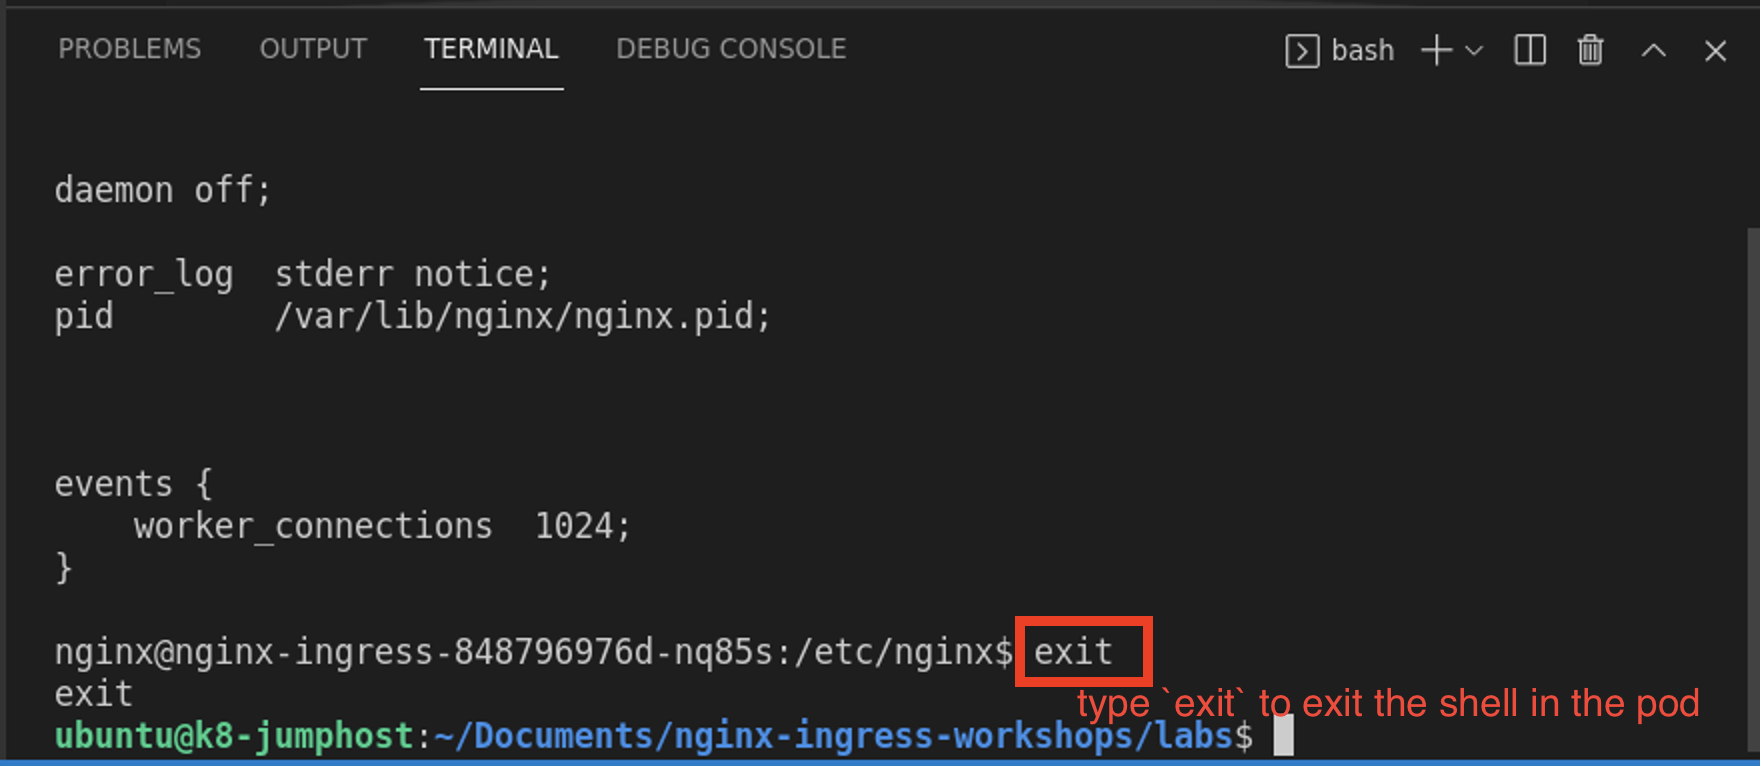 PROBLEMS OUTPUT TERMINAL DEBUG CONSOLE bash
daemon off;
error_log  stderr notice;
pid        /var/lib/nginx/nginx.pid;
events {
    worker_connections  1024;
}
nginx@nginx-ingress-848796976d-nq85s:/etc/nginx$ exit
exit
type `exit` to exit the shell in the pod
ubuntu@k8-jumphost:~/Documents/nginx-ingress-workshops/labs$